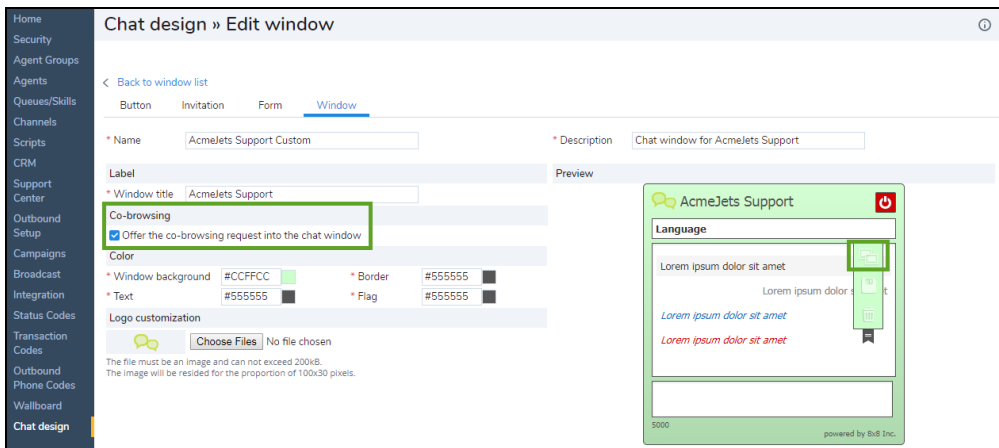 Home
Security
Agent Groups
Agents
Queues/Skills
Channels
Scripts
CRM
Support
Center
Outbound
Setup
Campaigns
Broadcast
Integration
Status Codes
Transaction
Codes
Outbound
Phone Codes
Wallboard
Chat design
Chat design » Edit window
< Back to window list
Button Invitation Form Window
* Name AcmeJets Support Custom
* Description Chat window for AcmeJets Support
Label
* Window title AcmeJets Support
Co-browsing
Offer the co-browsing request into the chat window
Color
* Window background #CCFFCC * Border #555555
* Text #555555 * Flag #555555
Logo customization
Choose Files No file chosen
The file must be an image and can not exceed 200kB.
The image will be resided for the proportion of 100x30 pixels.
Preview
AcmeJets Support
Language
Lorem ipsum dolor sit amet
Lorem ipsum dolor s t
Lorem ipsum dolor sit amet
Lorem ipsum dolor sit amet
5000
powered by 8x8 Inc.